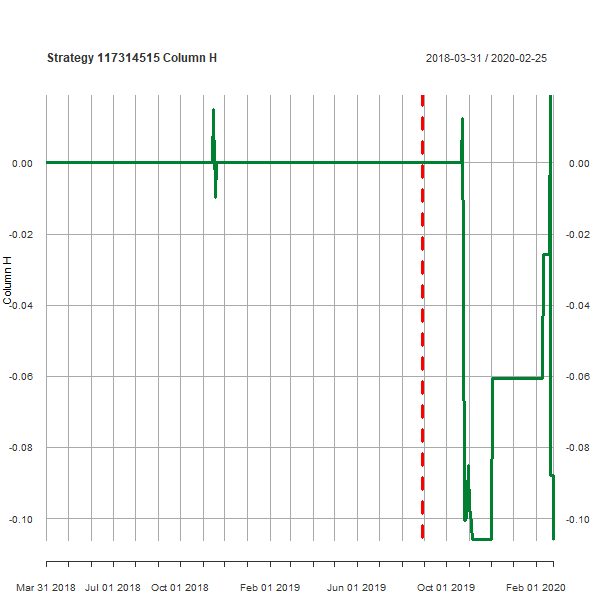 Strategy 117314515 Column H
2018-03-31 / 2020-02-25
0.00 0.00
-0.02 -0.02
-0.04 -0.04
-0.06 -0.06
-0.08 -0.08
-0.10 -0.10
Column H
Mar 31 2018 Jul 01 2018 Oct 01 2018 Feb 01 2019 Jun 01 2019 Oct 01 2019 Feb 01 2020